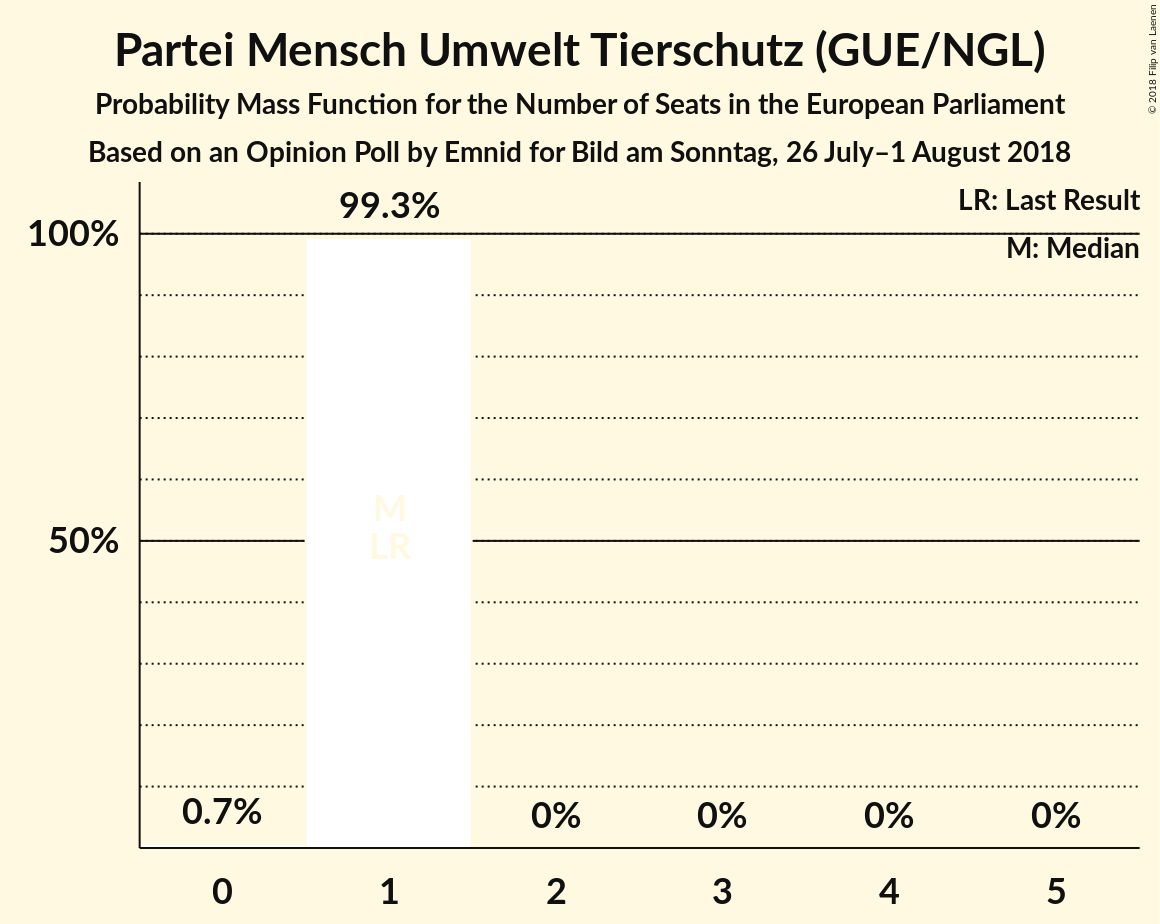 Partei Mensch Umwelt Tierschutz (GUE/NGL)
Probability Mass Function for the Number of Seats in the European Parliament
Based on an Opinion Poll by Emnid for Bild am Sonntag, 26 July–1 August 2018
© 2018 Filip van Laenen
LR: Last Result
M: Median
99.3%
100%
M
50%
LR
0.7%
0%
0%
0%
0%
0
1
2
3
4
5